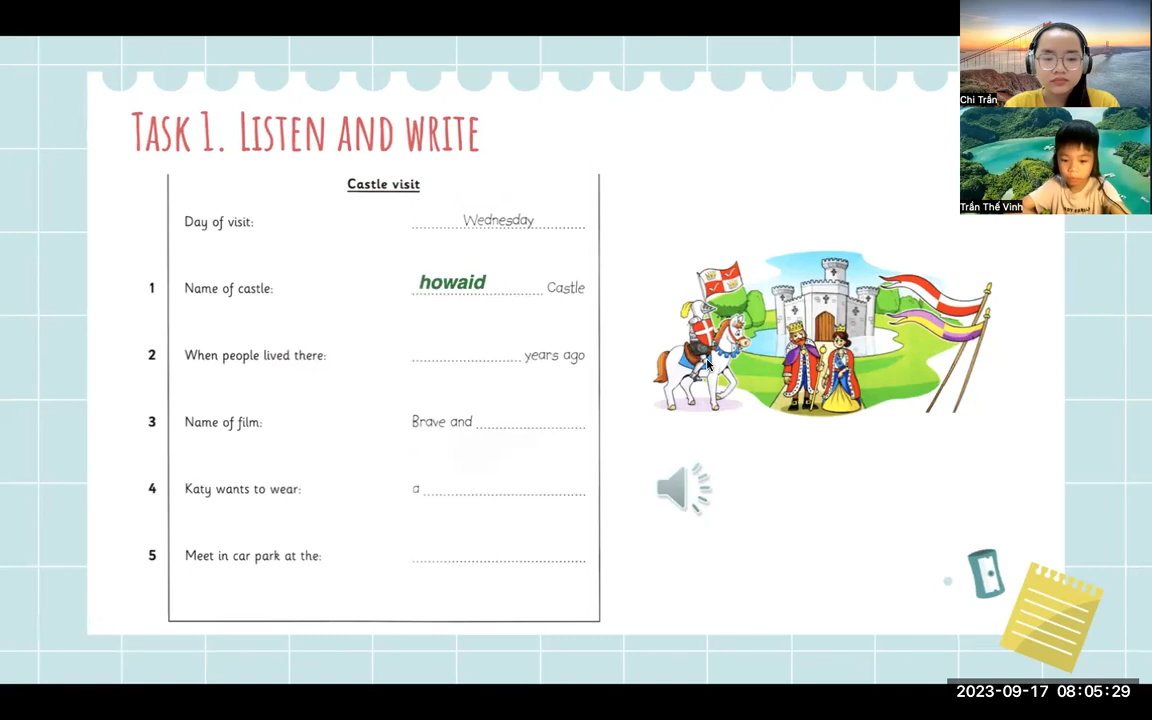 TASK 1. LISTEN AND WRITE
Castle visit
Day of visit: Wednesday
1 Name of castle: howaid Castle
2 When people lived there: years ago
3 Name of film: Brave and
4 Katy wants to wear: a
5 Meet in car park at the:
Chi Trần
Trần Thế Vinh
2023-09-17 08:05:29